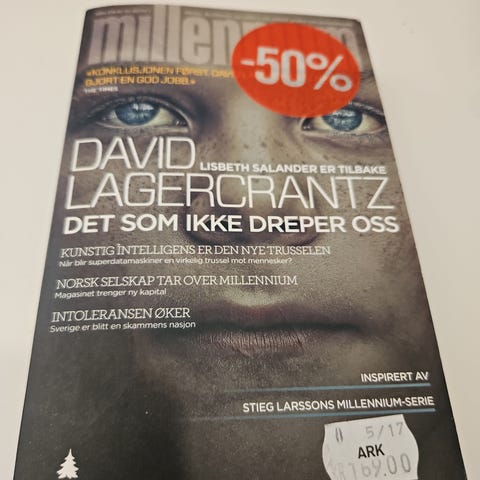 millennium
-50%
«KONKLUSJONEN FØRST: DAVID
GJORT EN GOD JOBB.»
THE TIMES
DAVID
LISBETH SALANDER ER TILBAKE
LAGERCRANTZ
DET SOM IKKE DREPER OSS
KUNSTIG INTELLIGENS ER DEN NYE TRUSSELEN
Når blir superdatamaskiner en virkelig trussel mot mennesker?
NORSK SELSKAP TAR OVER MILLENNIUM
Magasinet trenger ny kapital
INTOLERANSEN ØKER
Sverige er blitt en skammens nasjon
INSPIRERT AV
STIEG LARSSONS MILLENNIUM-SERIE
5/17
ARK
KR169.00